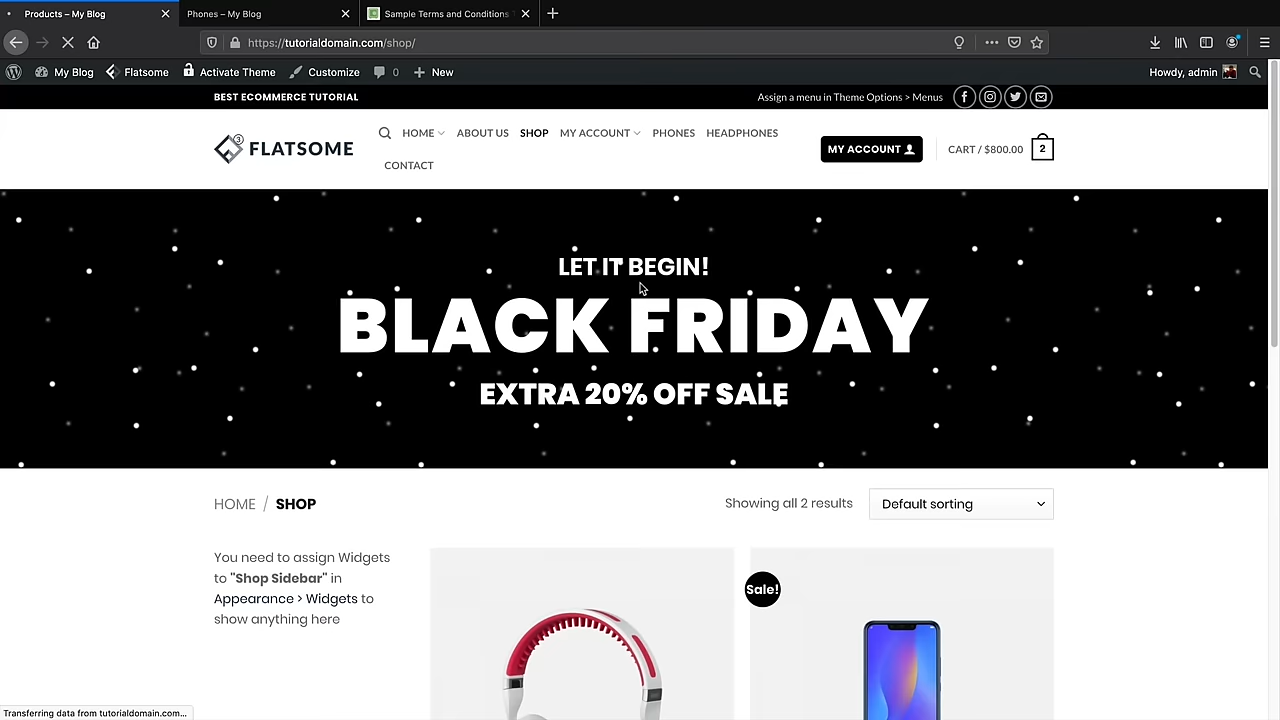 Products – My Blog
Phones – My Blog
Sample Terms and Conditions
https://tutorialdomain.com/shop/
My Blog
Flatsome
Activate Theme
Customize
0
New
Howdy, admin
BEST ECOMMERCE TUTORIAL
Assign a menu in Theme Options > Menus
3
FLATSOME
HOME
ABOUT US
SHOP
MY ACCOUNT
PHONES
HEADPHONES
CONTACT
MY ACCOUNT
CART / $800.00
2
LET IT BEGIN!
BLACK FRIDAY
EXTRA 20% OFF SALE
HOME / SHOP
Showing all 2 results
Default sorting
You need to assign Widgets
to "Shop Sidebar" in
Appearance > Widgets to
show anything here
Sale!
Transferring data from tutorialdomain.com...